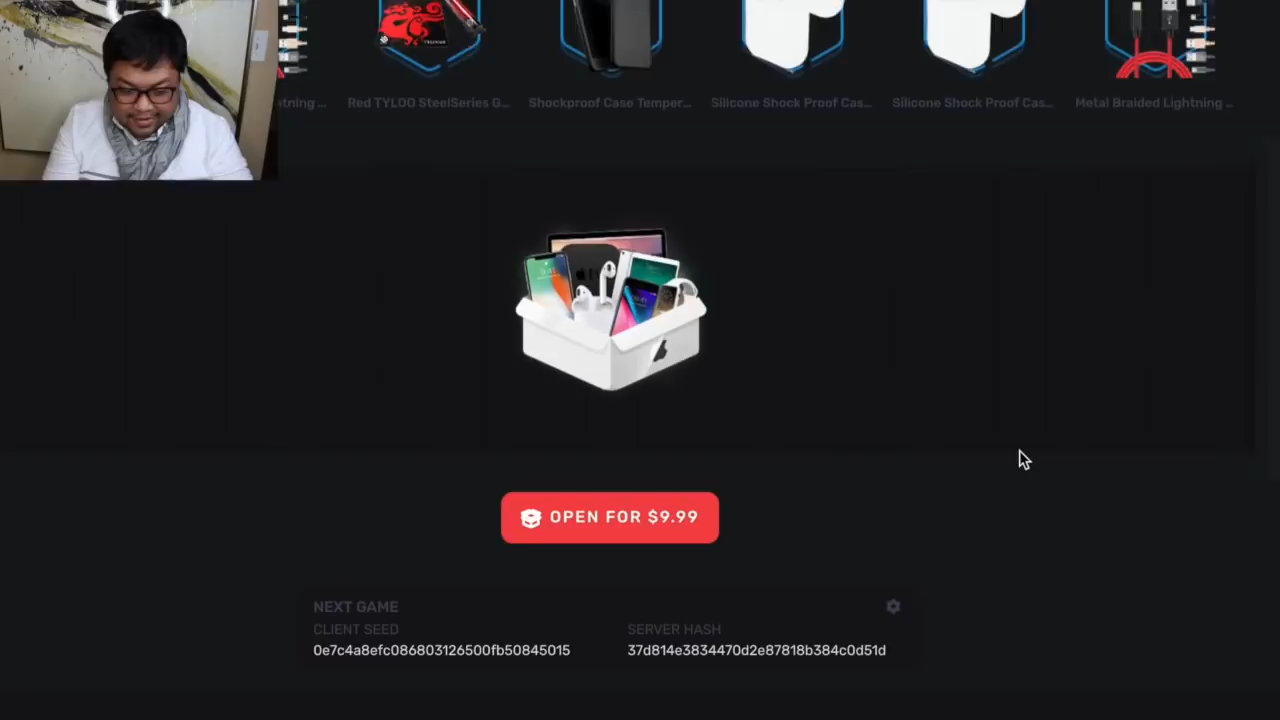 ntning ...
Red TYLOO SteelSeries G...
Shockproof Case Temper...
Silicone Shock Proof Cas...
Silicone Shock Proof Cas...
Metal Braided Lightning ...
OPEN FOR $9.99
NEXT GAME
CLIENT SEED
SERVER HASH
0e7c4a8efc086803126500fb50845015
37d814e3834470d2e87818b384c0d51d